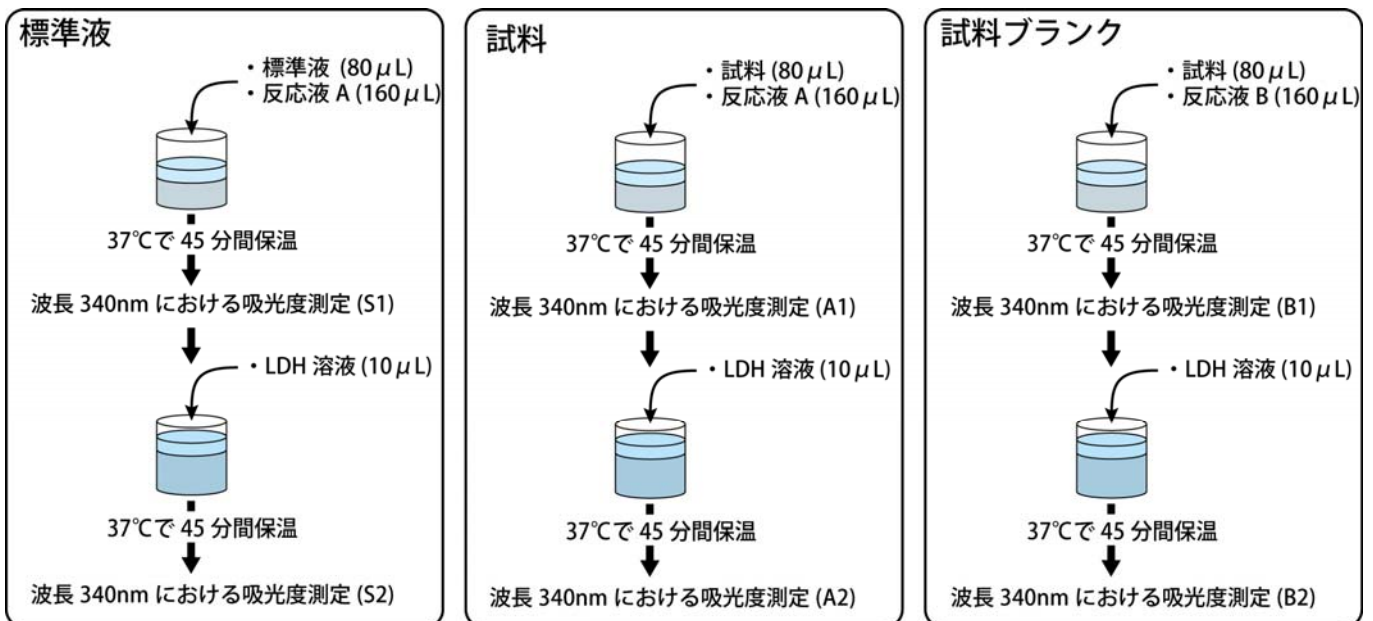 標準液
・標準液 (80μL)
・反応液 A (160μL)
37℃で 45 分間保温
波長 340nm における吸光度測定 (S1)
・LDH 溶液 (10μL)
37℃で 45 分間保温
波長 340nm における吸光度測定 (S2)
試料
・試料 (80μL)
・反応液 A (160μL)
37℃で 45 分間保温
波長 340nm における吸光度測定 (A1)
・LDH 溶液 (10μL)
37℃で 45 分間保温
波長 340nm における吸光度測定 (A2)
試料ブランク
・試料 (80μL)
・反応液 B (160μL)
37℃で 45 分間保温
波長 340nm における吸光度測定 (B1)
・LDH 溶液 (10μL)
37℃で 45 分間保温
波長 340nm における吸光度測定 (B2)